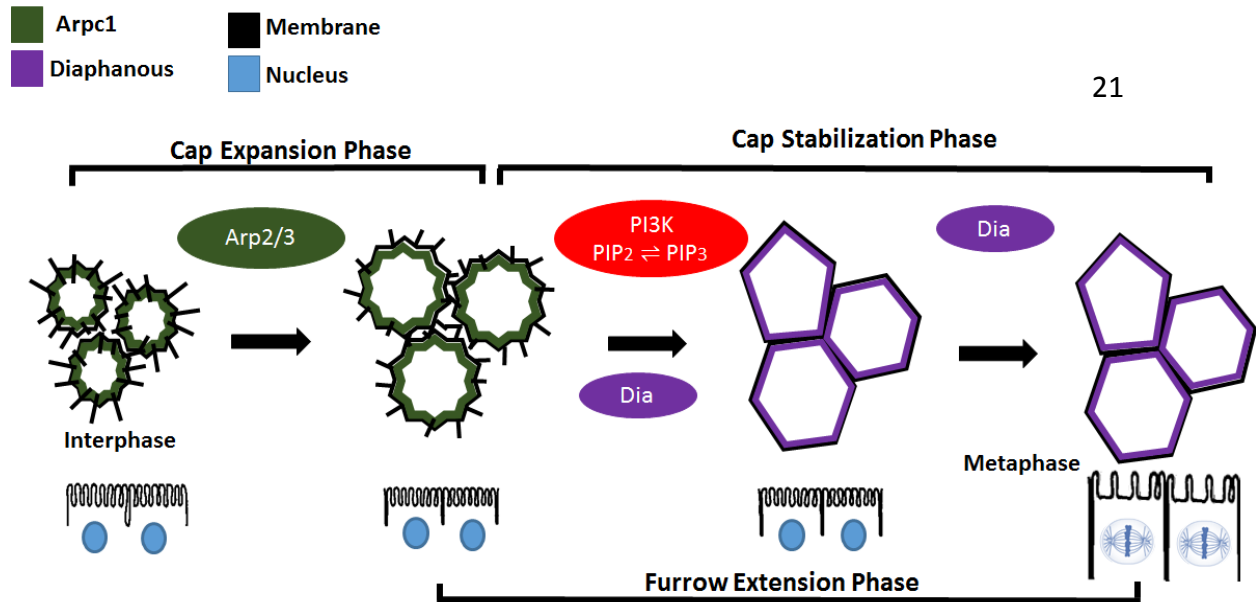 Arpc1
Membrane
Diaphanous
Nucleus
21
Cap Expansion Phase
Cap Stabilization Phase
Arp2/3
PI3K
PIP2 ⇌ PIP3
Dia
Dia
Interphase
Metaphase
Furrow Extension Phase